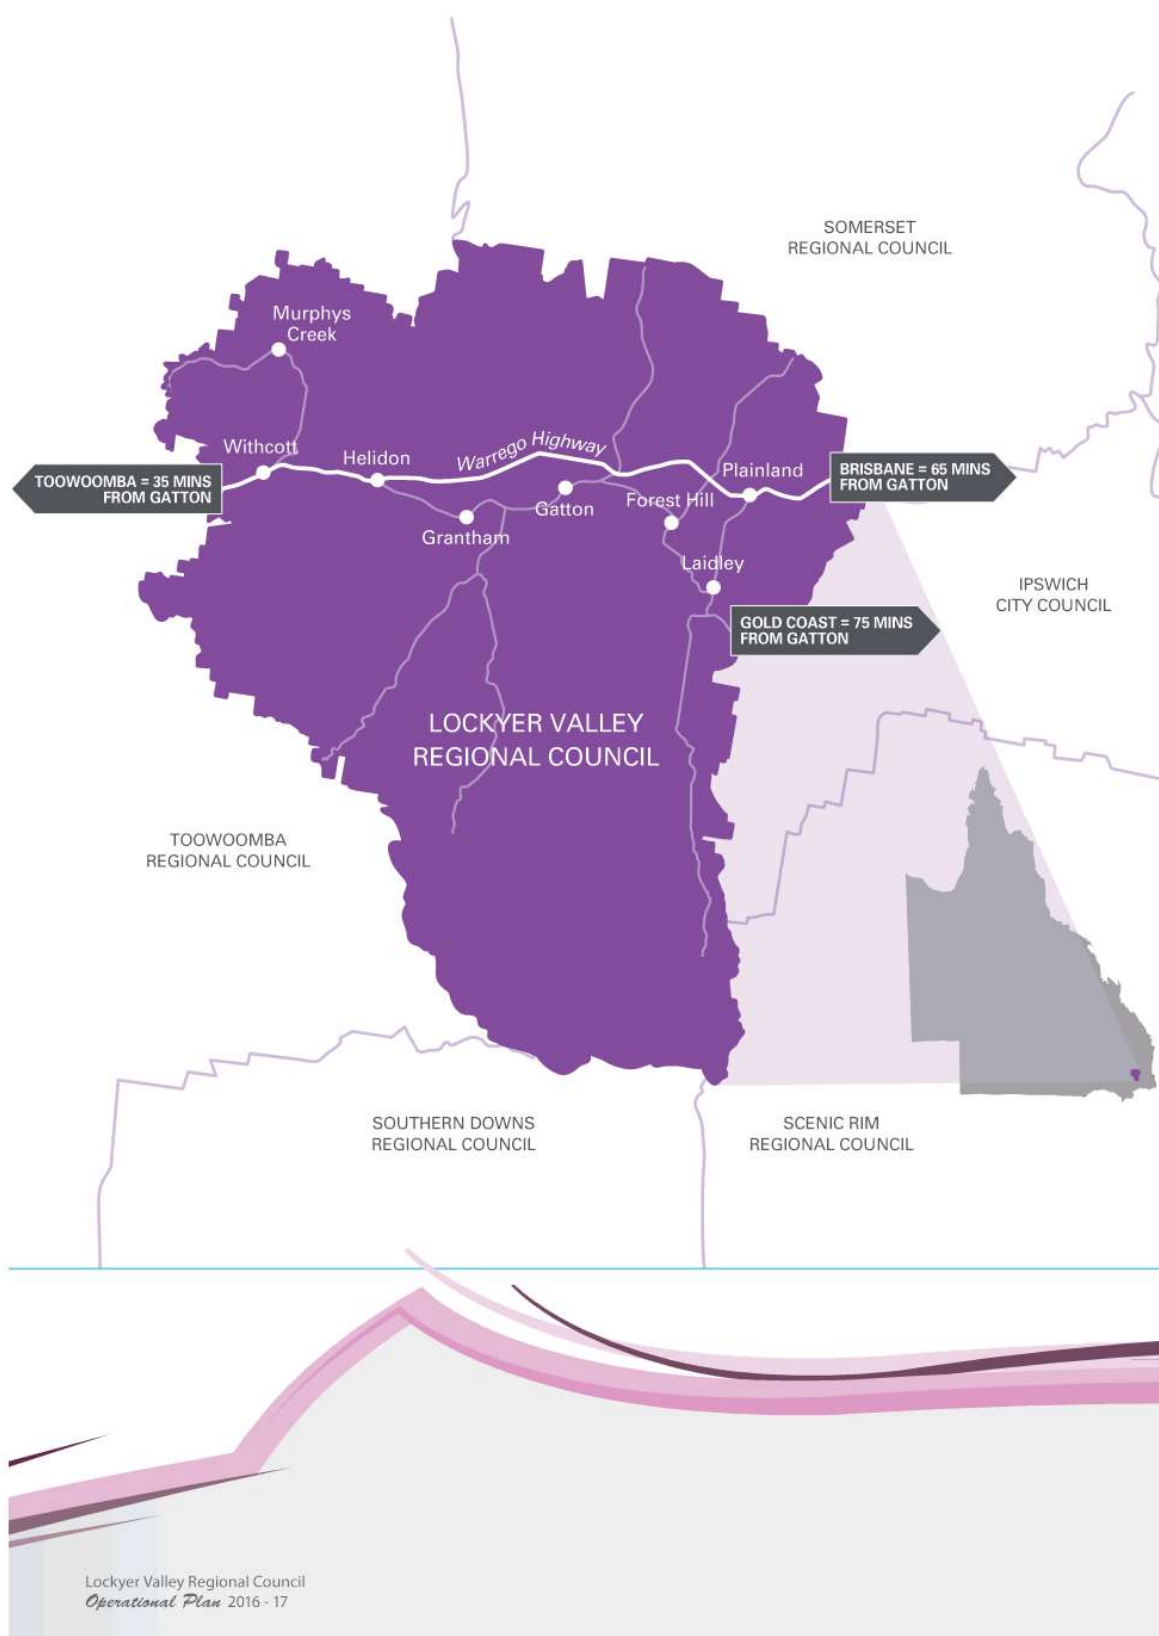 SOMERSET
REGIONAL COUNCIL
Murphys
Creek
Withcott
Helidon
Warrego Highway
Plainland
TOOWOOMBA = 35 MINS
FROM GATTON
BRISBANE = 65 MINS
FROM GATTON
Gatton
Forest Hill
Grantham
Laidley
IPSWICH
CITY COUNCIL
GOLD COAST = 75 MINS
FROM GATTON
LOCKYER VALLEY
REGIONAL COUNCIL
TOOWOOMBA
REGIONAL COUNCIL
SOUTHERN DOWNS
REGIONAL COUNCIL
SCENIC RIM
REGIONAL COUNCIL
Lockyer Valley Regional Council
Operational Plan 2016 - 17